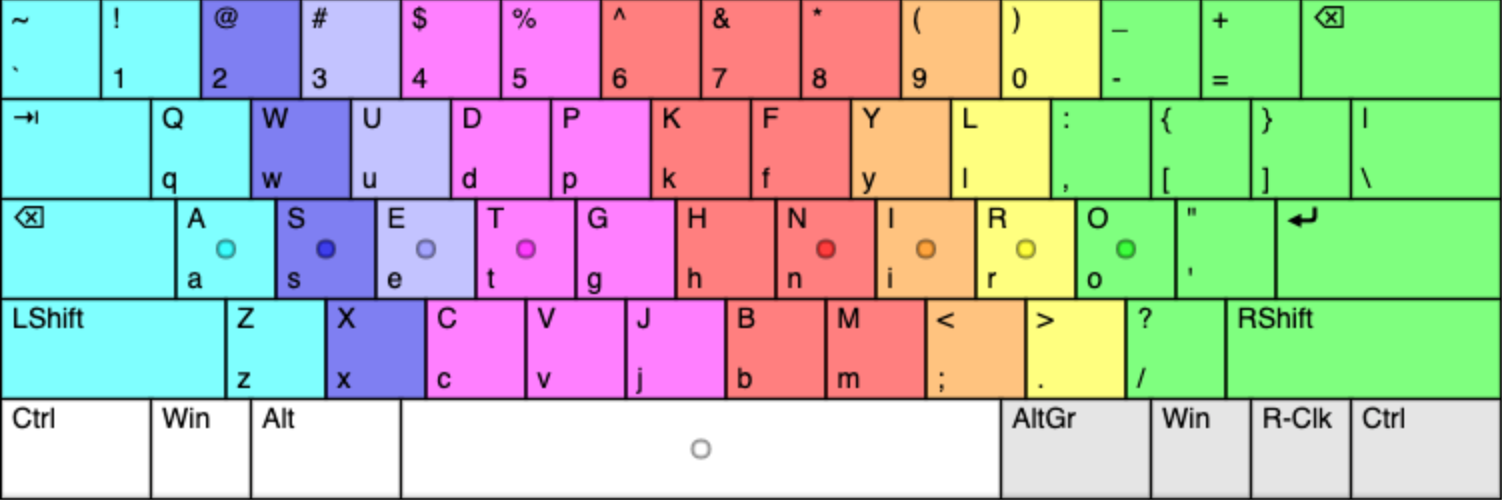 ~ ! @ # $ % ^ & * ( ) _ +
` 1 2 3 4 5 6 7 8 9 0 - =
Q W U D P K F Y L : { } |
q w u d p k f y l , [ ] \
A S E T G H N I R O "
a s e t g h n i r o '
LShift Z X C V J B M < > ? RShift
z x c v j b m ; . /
Ctrl Win Alt AltGr Win R-Clk Ctrl